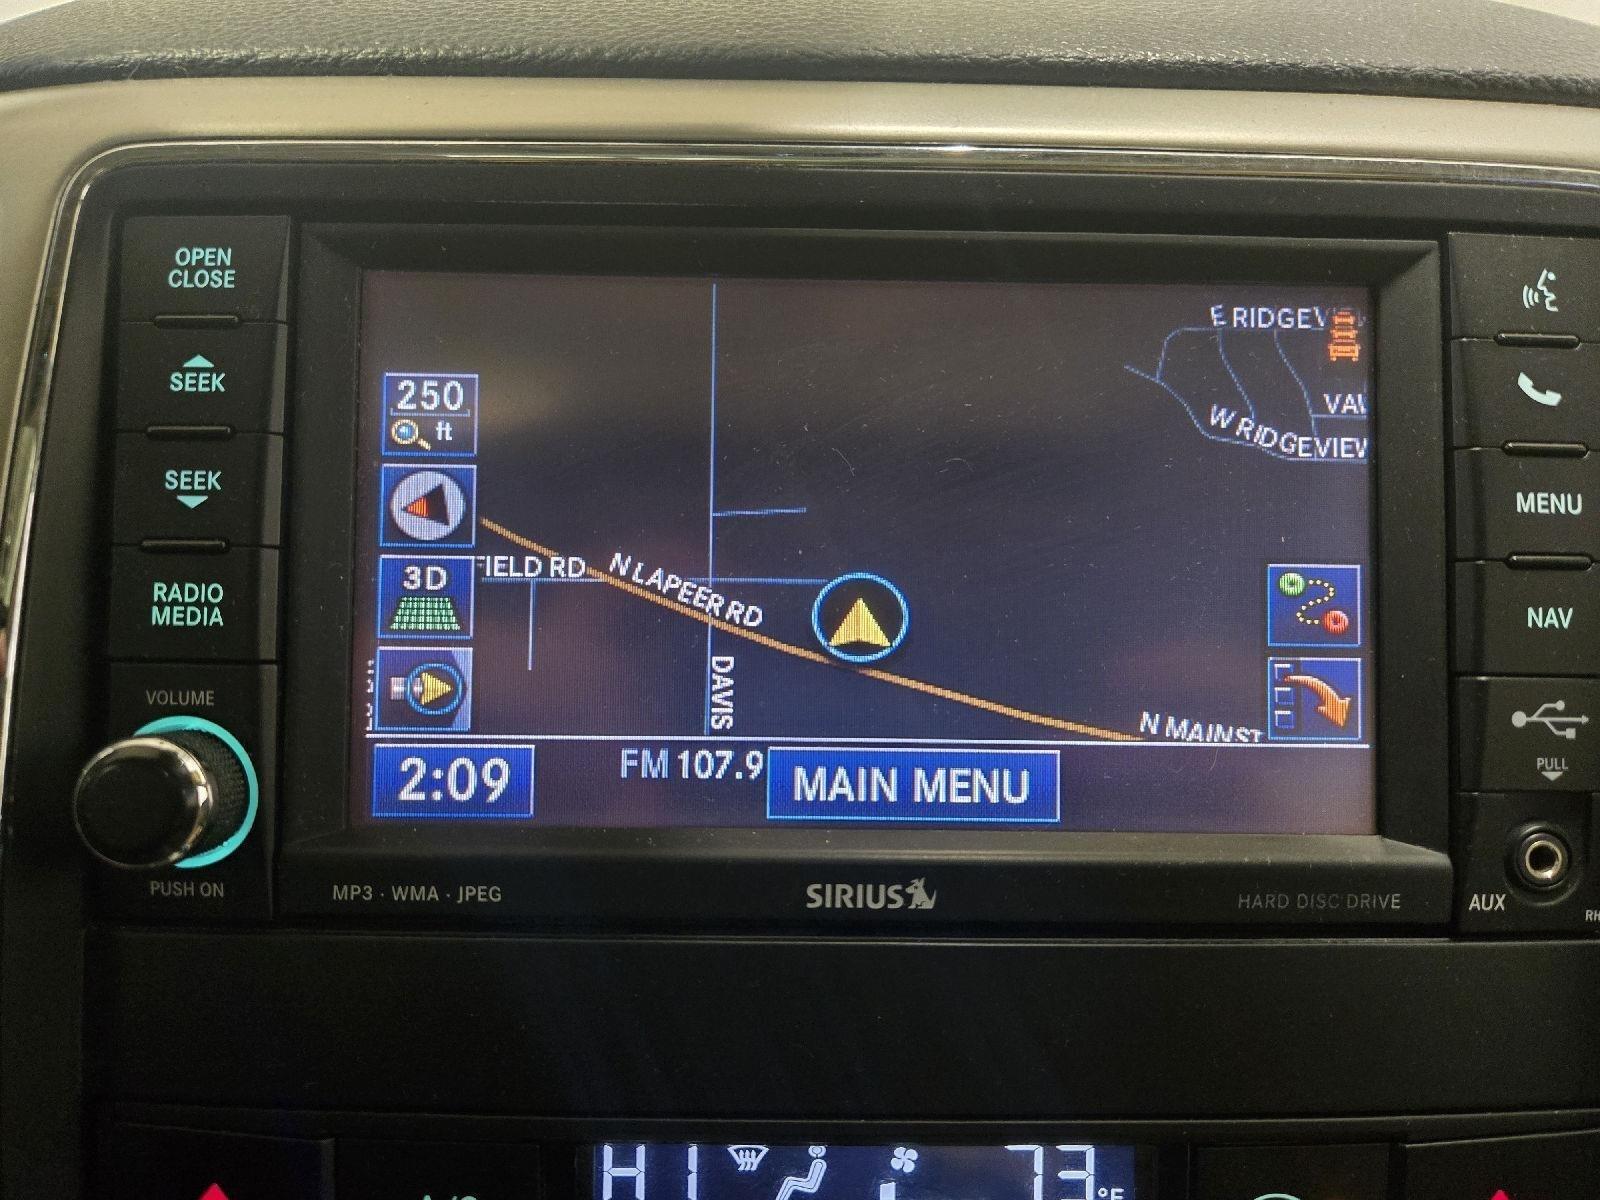 OPEN
CLOSE
SEEK
SEEK
RADIO
MEDIA
VOLUME
PUSH ON
250
ft
3D
E RIDGEV
VAV
W RIDGEVIEW
FIELD RD
N LAPEER RD
DAVIS
N MAIN ST
2:09
FM 107.9
MAIN MENU
MP3 · WMA · JPEG
SIRIUS
HARD DISC DRIVE
MENU
NAV
PULL
AUX
RH
HI
73°F
A/C